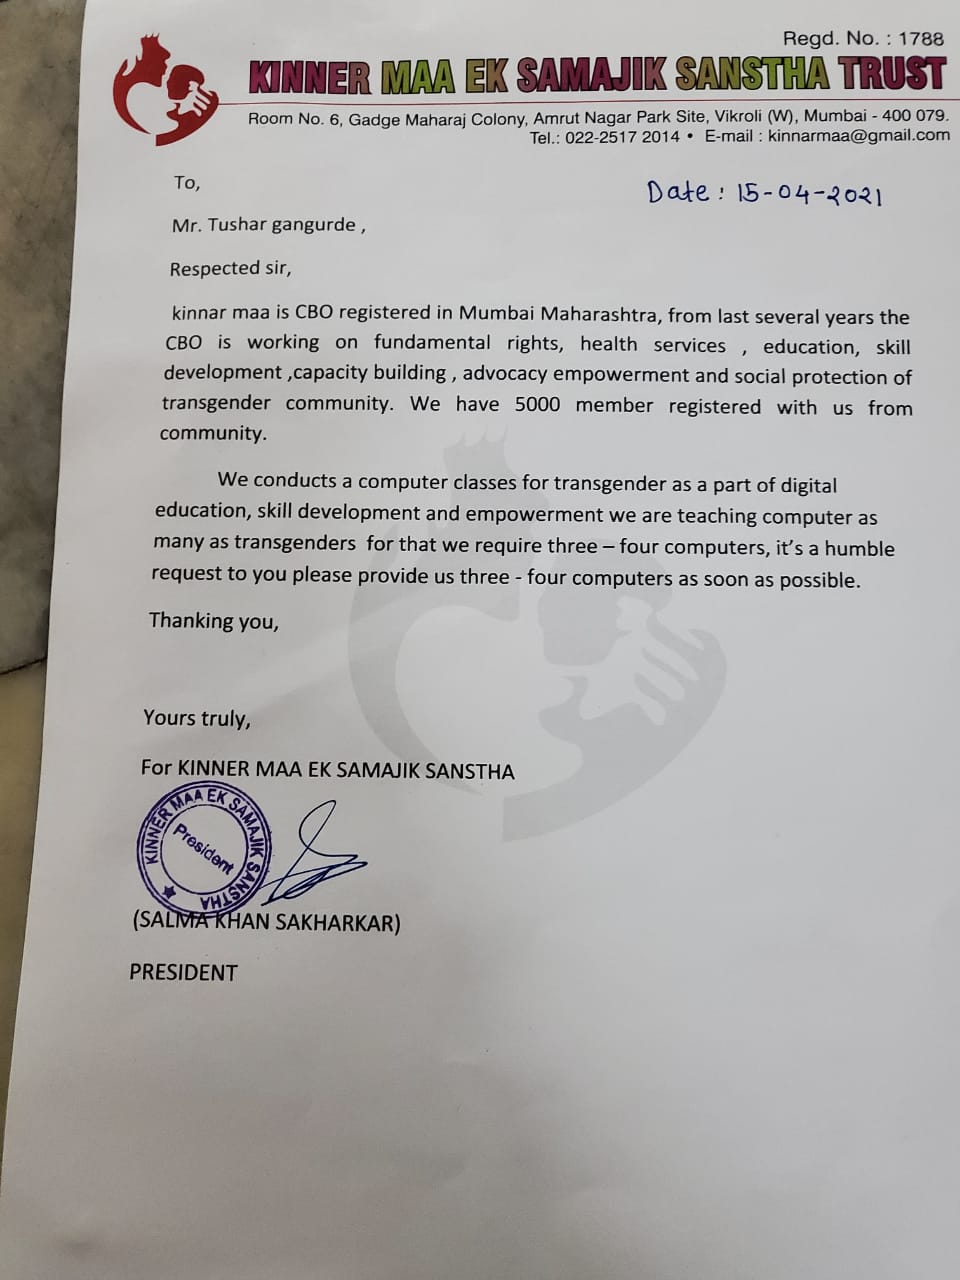 Regd. No. : 1788
KINNER MAA EK SAMAJIK SANSTHA TRUST
Room No. 6, Gadge Maharaj Colony, Amrut Nagar Park Site, Vikroli (W), Mumbai - 400 079.
Tel.: 022-2517 2014 • E-mail : kinnarmaa@gmail.com
To,
Date : 15-04-2021
Mr. Tushar gangurde ,
Respected sir,
kinnar maa is CBO registered in Mumbai Maharashtra, from last several years the
CBO is working on fundamental rights, health services , education, skill
development ,capacity building , advocacy empowerment and social protection of
transgender community. We have 5000 member registered with us from
community.
We conducts a computer classes for transgender as a part of digital
education, skill development and empowerment we are teaching computer as
many as transgenders for that we require three – four computers, it's a humble
request to you please provide us three - four computers as soon as possible.
Thanking you,
Yours truly,
For KINNER MAA EK SAMAJIK SANSTHA
KINNER MAA EK SAMAJIK SANSTHA
President
(SALMA KHAN SAKHARKAR)
PRESIDENT